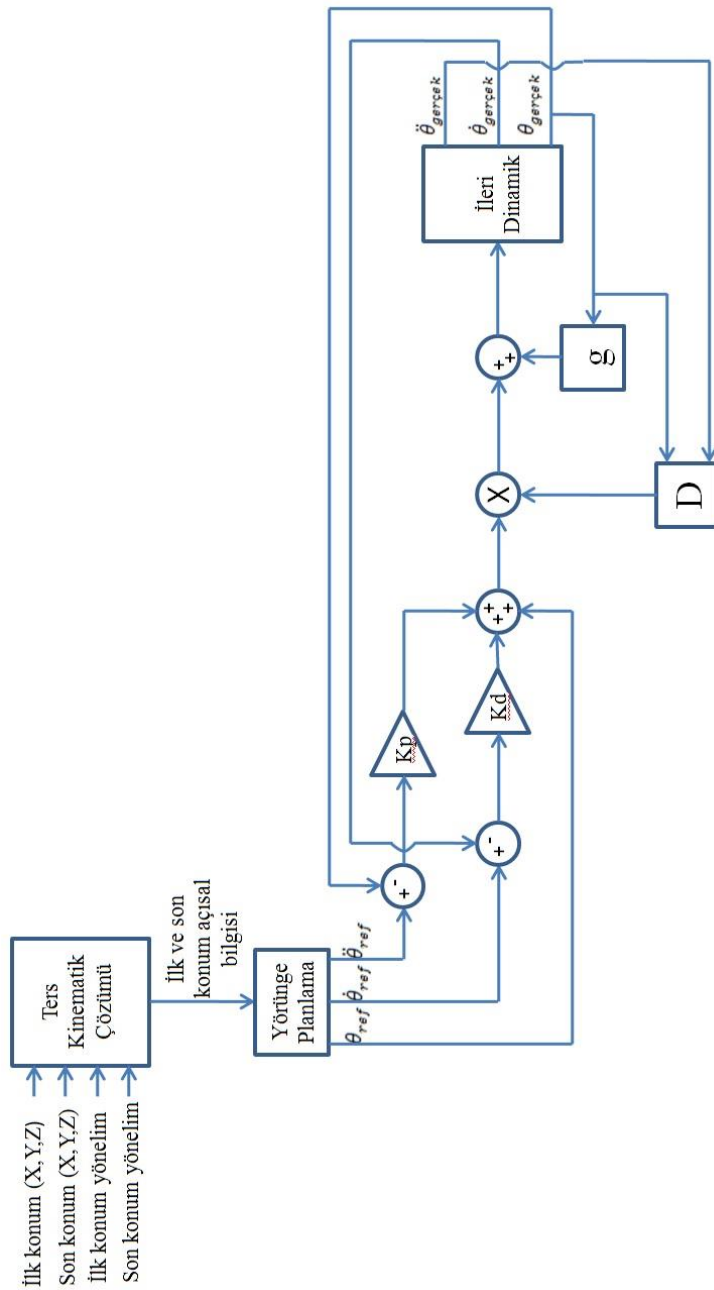 İlk konum (X,Y,Z)
Son konum (X,Y,Z)
İlk konum yönelim
Son konum yönelim
Ters
Kinematik
Çözümü
İlk ve son
konum açısal
bilgisi
Yörünge
Planlama
θref θ̇ref θ̈ref
+ -
+ -
Kp
Kd
+ + +
X
D
+ +
g
İleri
Dinamik
θ̈gerçek
θ̇gerçek
θgerçek